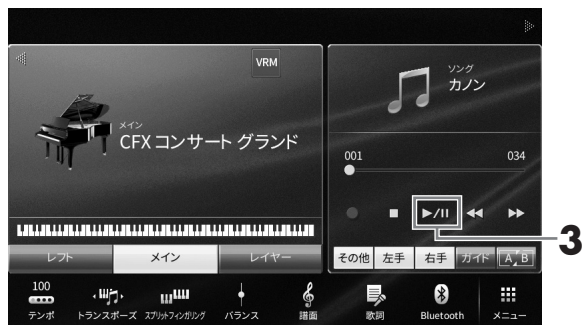 VRM
メイン
CFX コンサート グランド
レフト
メイン
レイヤー
ソング
カノン
001
034
3
その他
左手
右手
ガイド
A B
100
テンポ
トランスポーズ
スプリットフィンガリング
バランス
譜面
歌詞
Bluetooth
メニュー